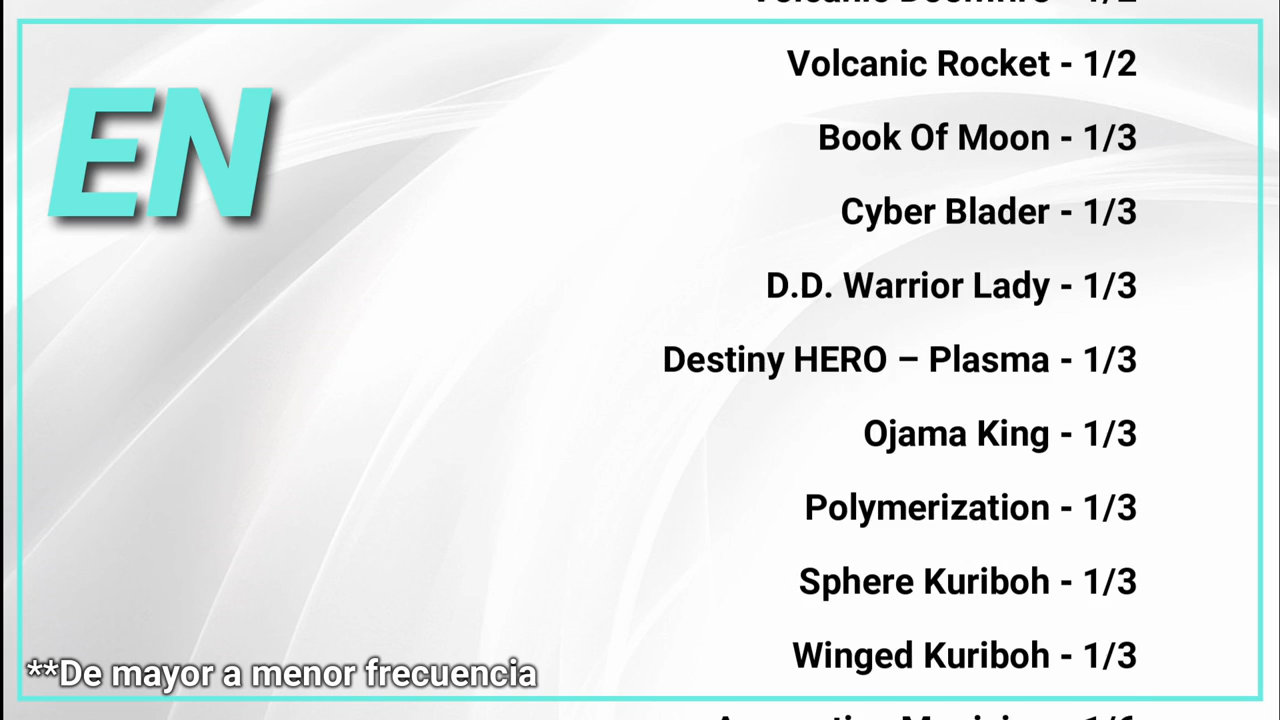 EN
Volcanic Rocket - 1/2
Book Of Moon - 1/3
Cyber Blader - 1/3
D.D. Warrior Lady - 1/3
Destiny HERO – Plasma - 1/3
Ojama King - 1/3
Polymerization - 1/3
Sphere Kuriboh - 1/3
Winged Kuriboh - 1/3
**De mayor a menor frecuencia